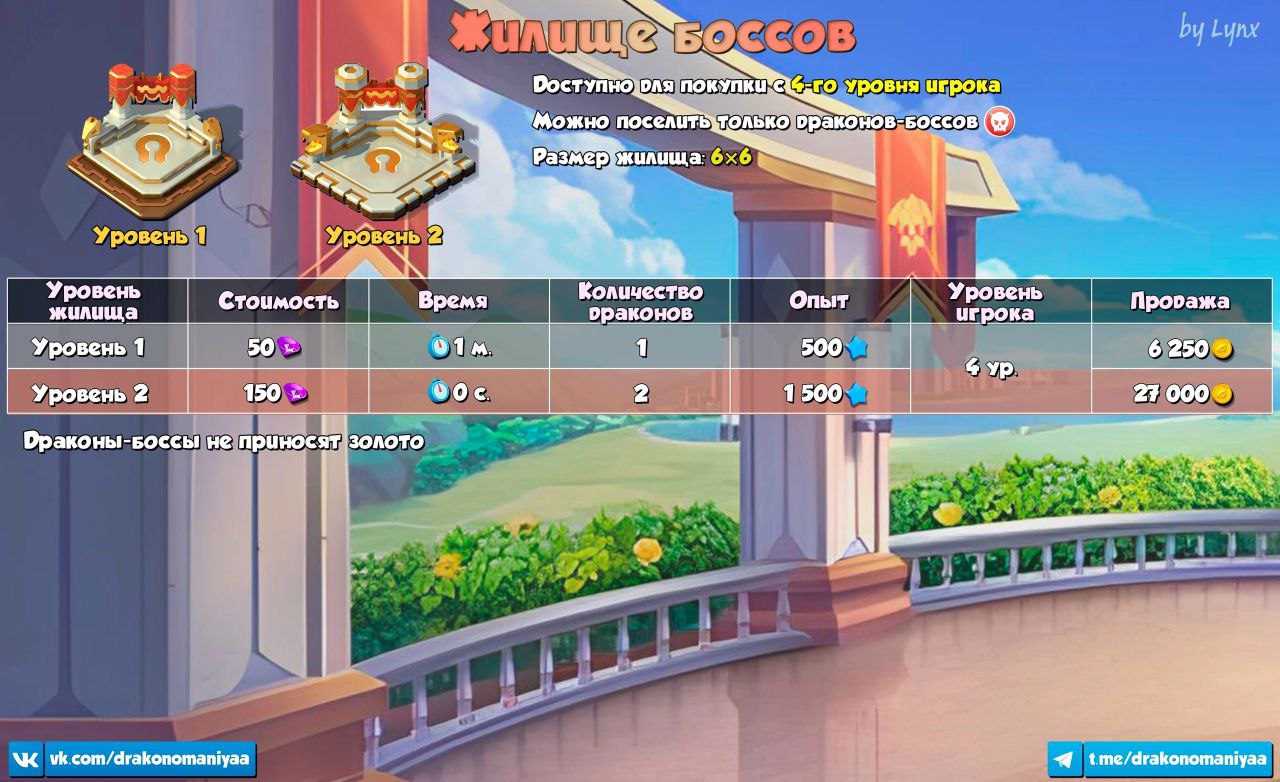 Жилище боссов
by Lynx
Доступно для покупки с 4-го уровня игрока
Можно поселить только драконов-боссов
Размер жилища: 6×6
Уровень 1
Уровень 2
Уровень жилища Стоимость Время Количество драконов Опыт Уровень игрока Продажа
Уровень 1 50 1 м. 1 500 4 ур. 6 250
Уровень 2 150 0 с. 2 1 500 27 000
Драконы-боссы не приносят золото
vk.com/drakonomaniyaa
t.me/drakonomaniyaa